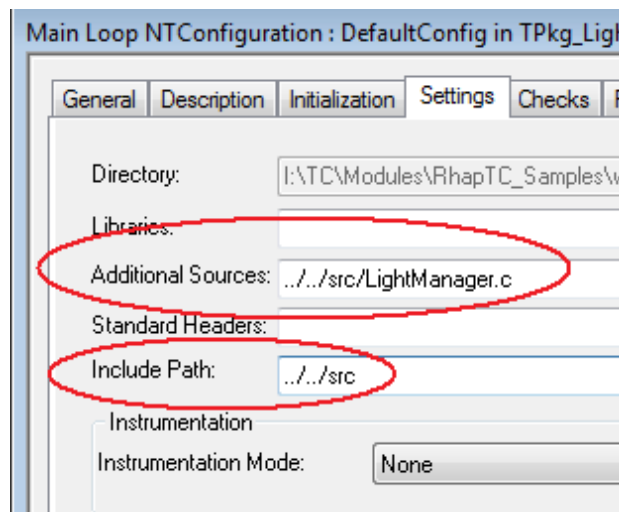 Main Loop NTConfiguration : DefaultConfig in TPkg_Ligh
General Description Initialization Settings Checks
Directory: I:\TC\Modules\RhapTC_Samples\w
Libraries:
Additional Sources: ../../src/LightManager.c
Standard Headers:
Include Path: ../../src
Instrumentation
Instrumentation Mode: None